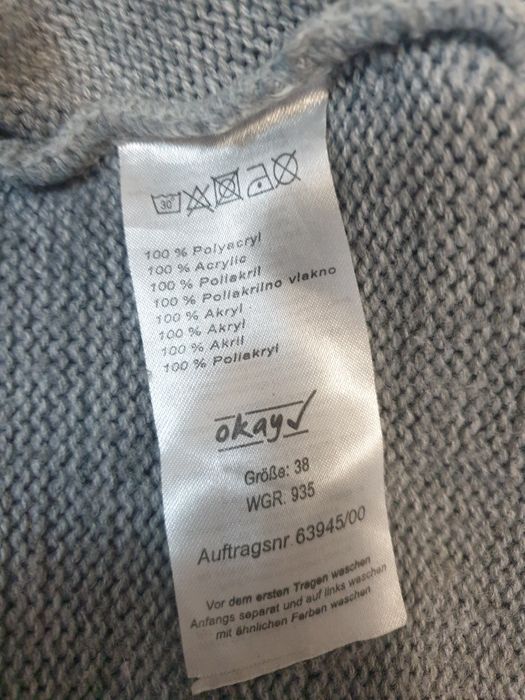 30°
100 % Polyacryl
100 % Acrylic
100 % Poliakril
100 % Poliakrilno vlakno
100 % Akryl
100 % Akryl
100 % Akril
100 % Poliakryl
okay
Größe: 38
WGR. 935
Auftragsnr 63945/00
Vor dem ersten Tragen waschen
Anfangs separat und auf links waschen
mit ähnlichen Farben waschen